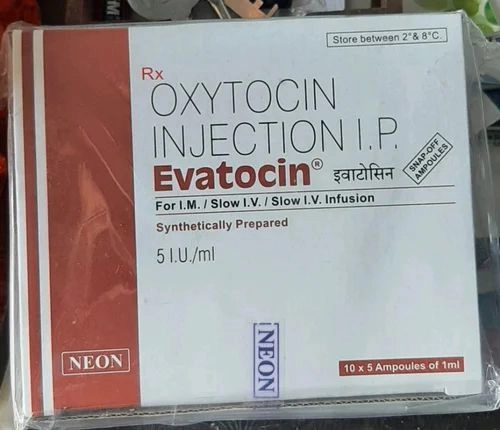 Store between 2° & 8°C.
Rx
OXYTOCIN
INJECTION I.P.
Evatocin® इवाटोसिन
SNAP-OFF
AMPOULES
For I.M. / Slow I.V. / Slow I.V. Infusion
Synthetically Prepared
5 I.U./ml
NEON
NEON
10 x 5 Ampoules of 1ml